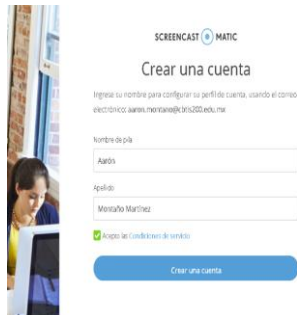 SCREENCAST MATIC
Crear una cuenta
Ingrese su nombre para configurar su perfil de cuenta, usando el correo
electrónico: aaron.montano@cbtis200.edu.mx
Nombre de pila
Aarón
Apellido
Montaño Martínez
Acepto las Condiciones de servicio
Crear una cuenta